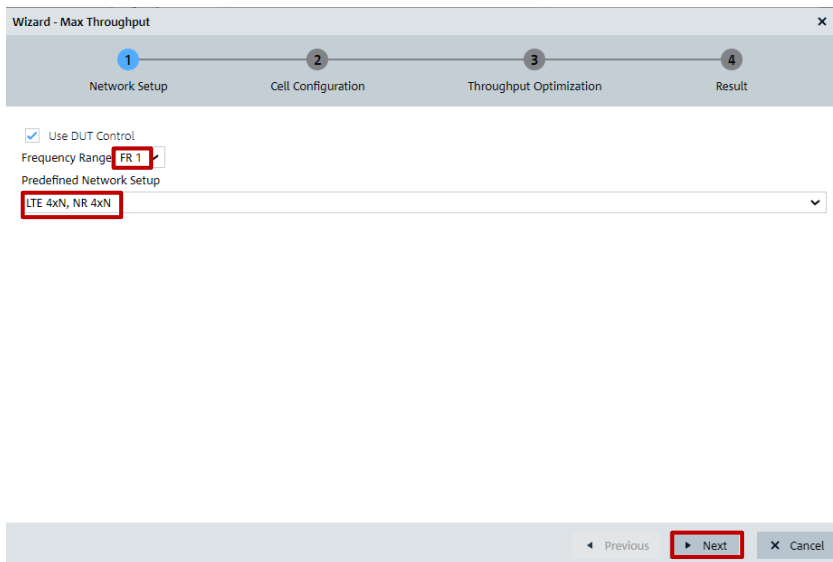 Wizard - Max Throughput
1 2 3 4
Network Setup Cell Configuration Throughput Optimization Result
Use DUT Control
Frequency Range FR 1
Predefined Network Setup
LTE 4xN, NR 4xN
Previous Next Cancel